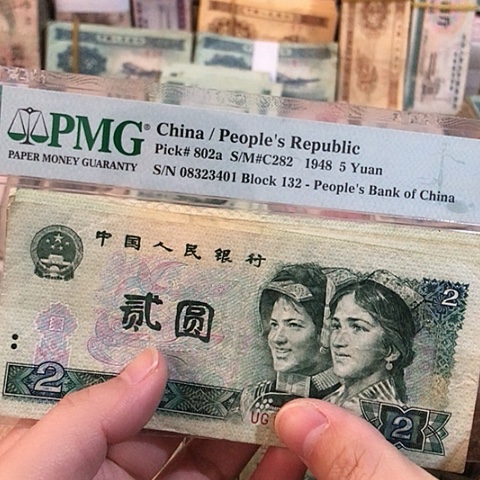 PMG®
PAPER MONEY GUARANTY
China / People's Republic
Pick# 802a S/M#C282 1948 5 Yuan
S/N 08323401 Block 132 - People's Bank of China
中国人民银行
贰圆
2
2
2
UG